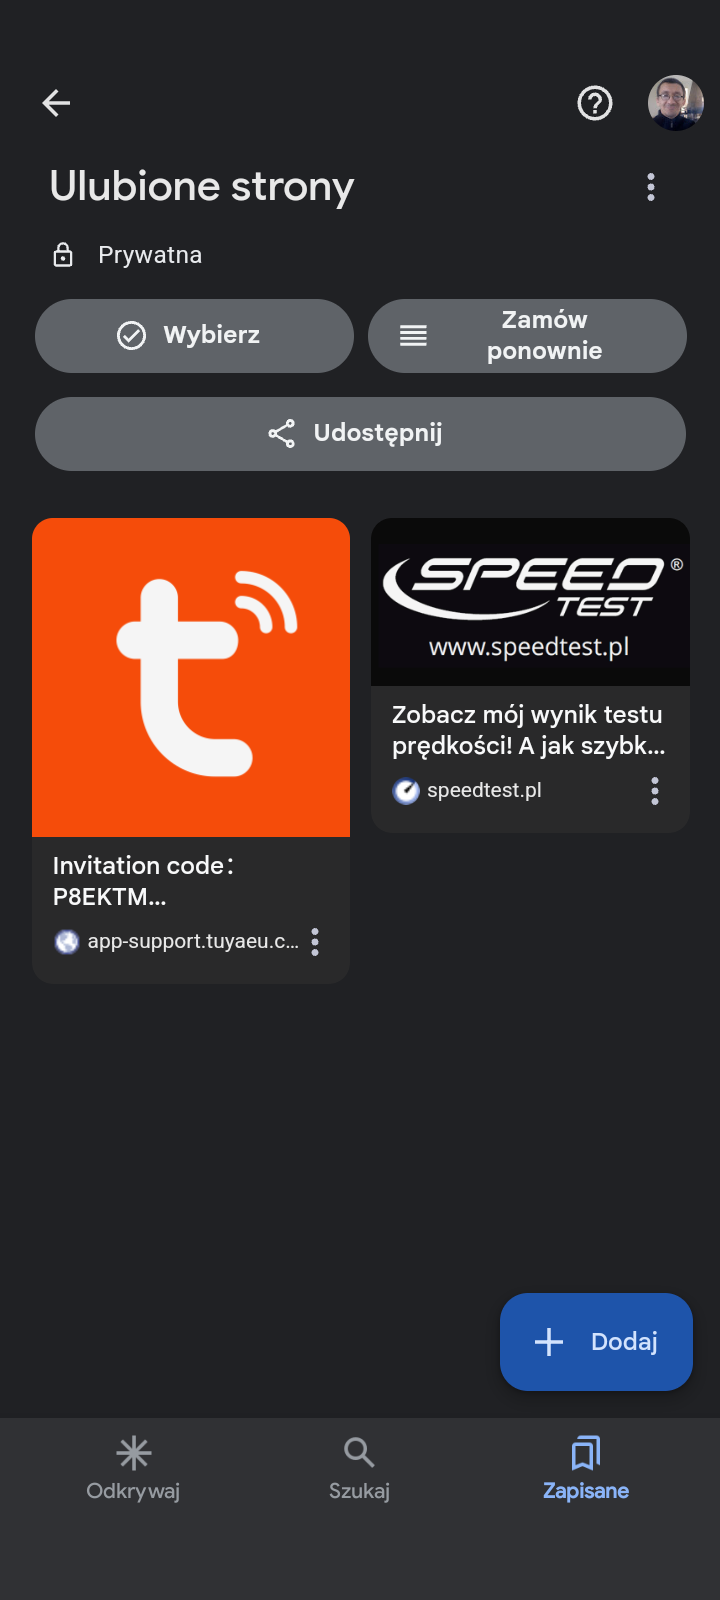 Ulubione strony
Prywatna
Wybierz
Zamów
ponownie
Udostępnij
SPEED®
TEST
www.speedtest.pl
Zobacz mój wynik testu
prędkości! A jak szybk...
speedtest.pl
Invitation code：
P8EKTM...
app-support.tuyaeu.c...
Dodaj
Odkrywaj
Szukaj
Zapisane